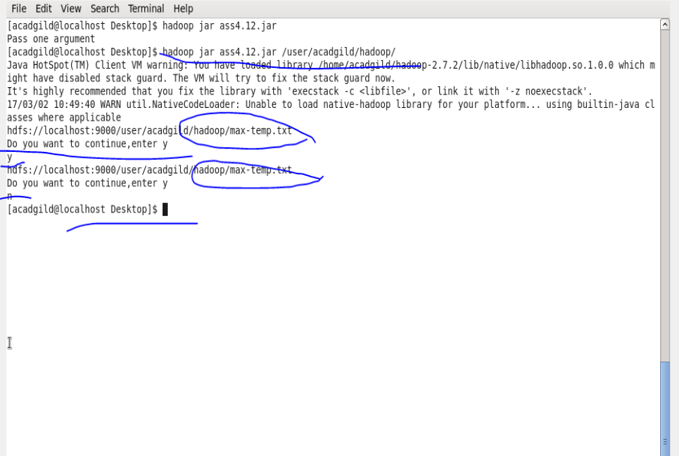 File Edit View Search Terminal Help
[acadgild@localhost Desktop]$ hadoop jar ass4.12.jar
Pass one argument
[acadgild@localhost Desktop]$ hadoop jar ass4.12.jar /user/acadgild/hadoop/
Java HotSpot(TM) Client VM warning: You have loaded library /home/acadgild/hadoop-2.7.2/lib/native/libhadoop.so.1.0.0 which m
ight have disabled stack guard. The VM will try to fix the stack guard now.
It's highly recommended that you fix the library with 'execstack -c <libfile>', or link it with '-z noexecstack'.
17/03/02 10:49:40 WARN util.NativeCodeLoader: Unable to load native-hadoop library for your platform... using builtin-java cl
asses where applicable
hdfs://localhost:9000/user/acadgild/hadoop/max-temp.txt
Do you want to continue,enter y
y
hdfs://localhost:9000/user/acadgild/hadoop/max-temp.txt
Do you want to continue,enter y
n
[acadgild@localhost Desktop]$